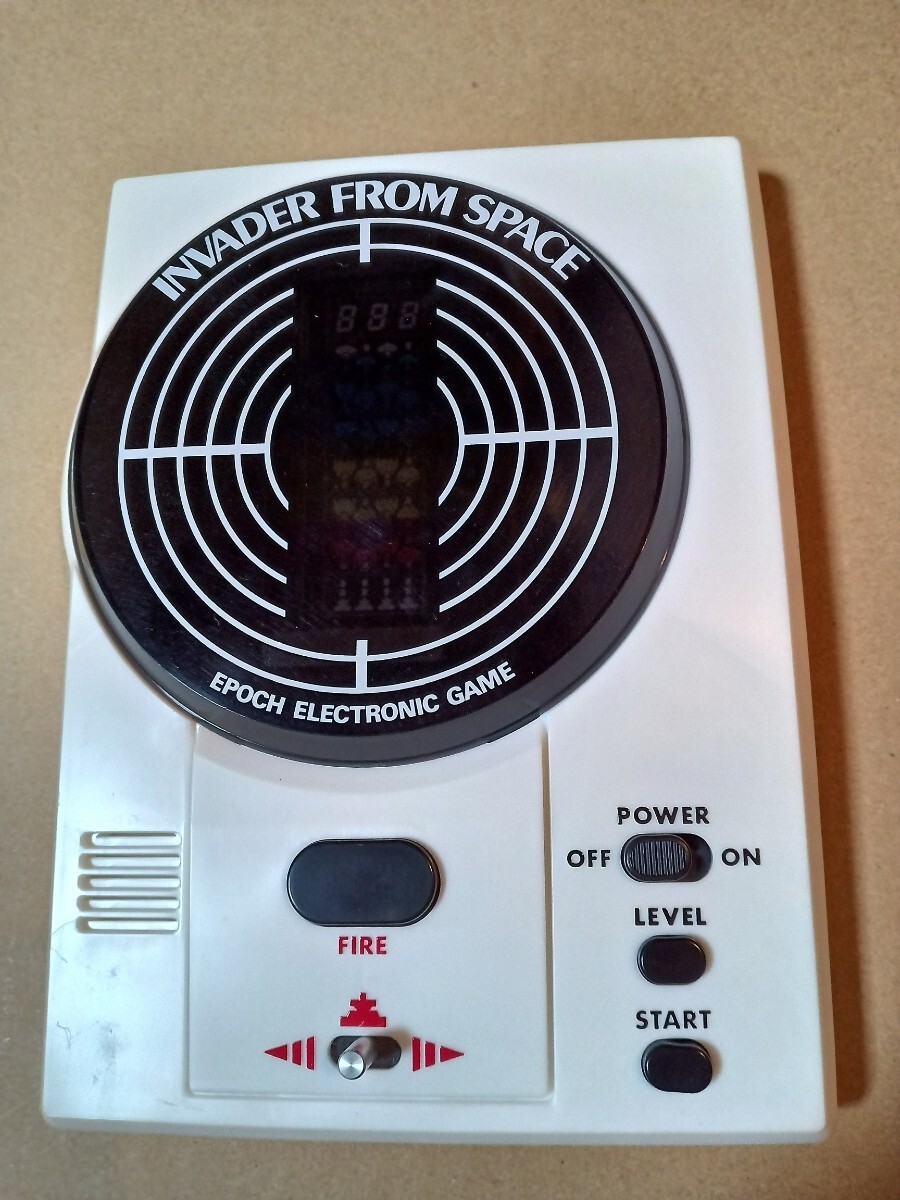 INVADER FROM SPACE
888
EPOCH ELECTRONIC GAME
POWER
OFF ON
LEVEL
FIRE
START